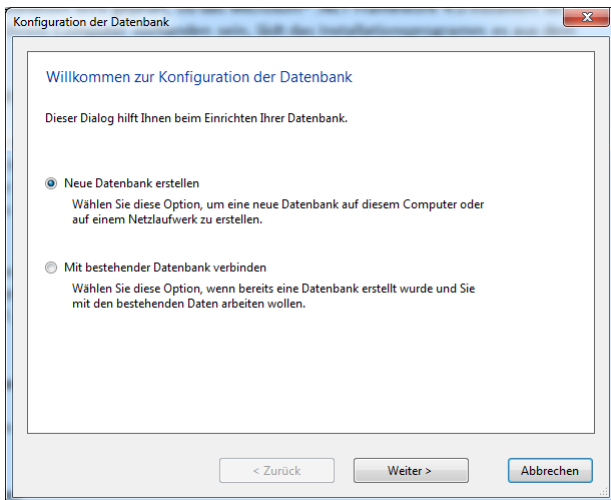 Konfiguration der Datenbank
Willkommen zur Konfiguration der Datenbank
Dieser Dialog hilft Ihnen beim Einrichten Ihrer Datenbank.
Neue Datenbank erstellen
Wählen Sie diese Option, um eine neue Datenbank auf diesem Computer oder
auf einem Netzlaufwerk zu erstellen.
Mit bestehender Datenbank verbinden
Wählen Sie diese Option, wenn bereits eine Datenbank erstellt wurde und Sie
mit den bestehenden Daten arbeiten wollen.
< Zurück
Weiter >
Abbrechen